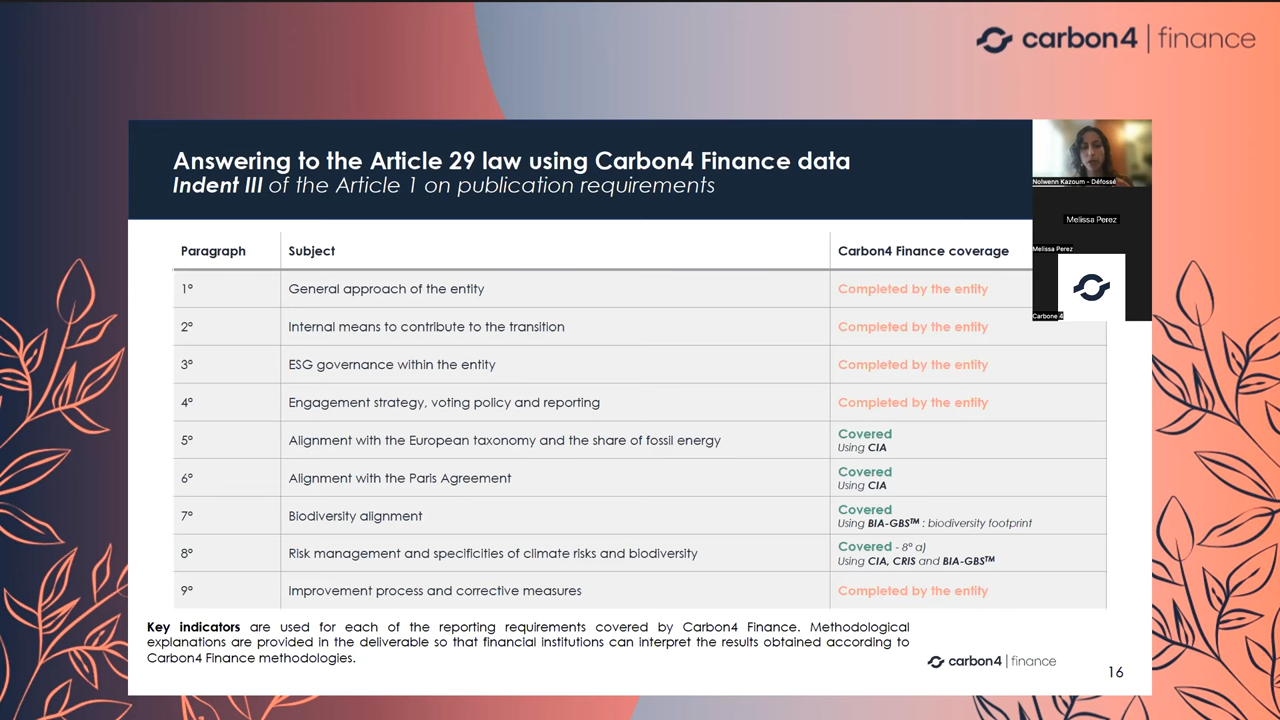 carbon4 | finance
Answering to the Article 29 law using Carbon4 Finance data
Indent III of the Article 1 on publication requirements
Nolwenn Kazoum - Défossé
Melissa Perez
Melissa Perez
Carbone 4
Paragraph Subject Carbon4 Finance coverage
1° General approach of the entity Completed by the entity
2° Internal means to contribute to the transition Completed by the entity
3° ESG governance within the entity Completed by the entity
4° Engagement strategy, voting policy and reporting Completed by the entity
5° Alignment with the European taxonomy and the share of fossil energy Covered
Using CIA
6° Alignment with the Paris Agreement Covered
Using CIA
7° Biodiversity alignment Covered
Using BIA-GBS™ : biodiversity footprint
8° Risk management and specificities of climate risks and biodiversity Covered - 8° a)
Using CIA, CRIS and BIA-GBS™
9° Improvement process and corrective measures Completed by the entity
Key indicators are used for each of the reporting requirements covered by Carbon4 Finance. Methodological
explanations are provided in the deliverable so that financial institutions can interpret the results obtained according to
Carbon4 Finance methodologies.
carbon4 | finance
16